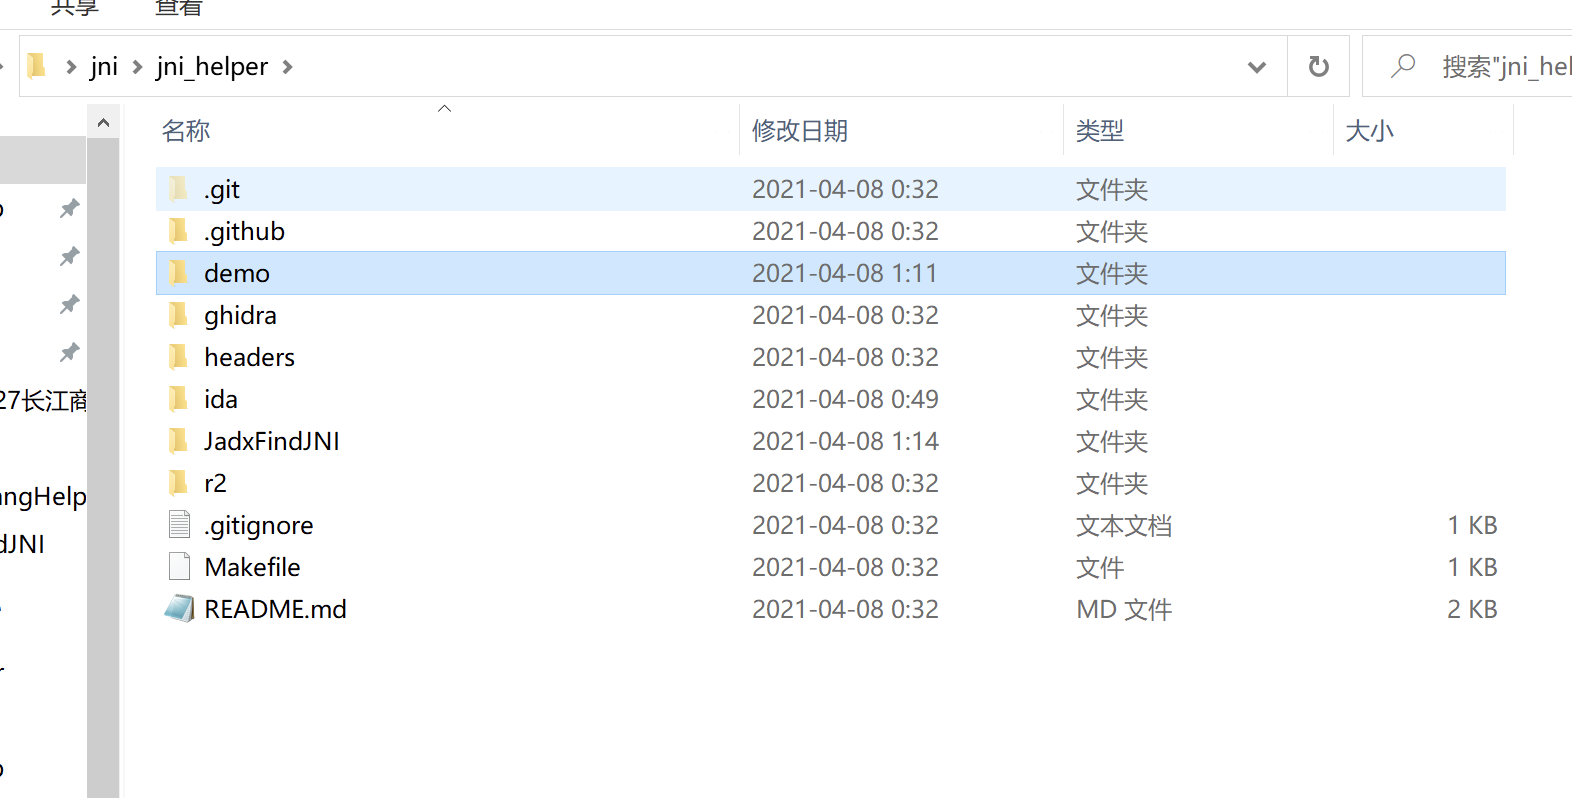 共享 查看
jni jni_helper 搜索"jni_hel
名称 修改日期 类型 大小
.git 2021-04-08 0:32 文件夹
.github 2021-04-08 0:32 文件夹
demo 2021-04-08 1:11 文件夹
ghidra 2021-04-08 0:32 文件夹
headers 2021-04-08 0:32 文件夹
27长江商 ida 2021-04-08 0:49 文件夹
JadxFindJNI 2021-04-08 1:14 文件夹
angHelp r2 2021-04-08 0:32 文件夹
dJNI .gitignore 2021-04-08 0:32 文本文档 1 KB
Makefile 2021-04-08 0:32 文件 1 KB
README.md 2021-04-08 0:32 MD 文件 2 KB